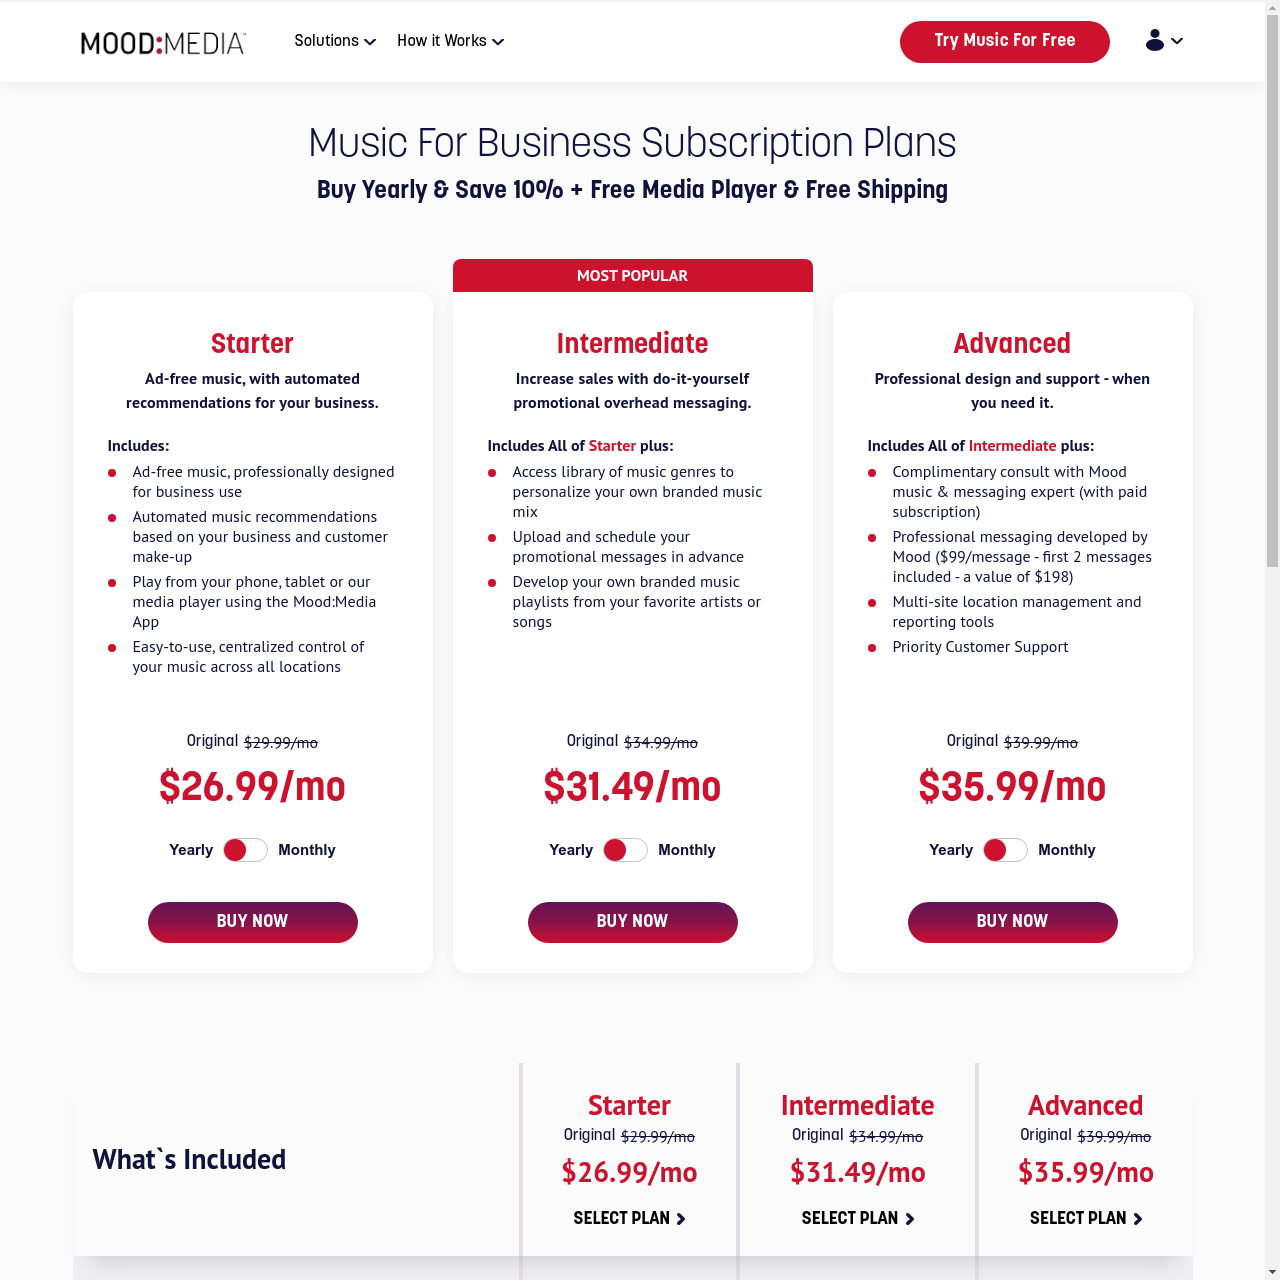 MOOD:MEDIA™
Solutions How it Works Try Music For Free
Music For Business Subscription Plans
Buy Yearly & Save 10% + Free Media Player & Free Shipping
Starter
Ad-free music, with automated
recommendations for your business.
Includes:
Ad-free music, professionally designed
for business use
Automated music recommendations
based on your business and customer
make-up
Play from your phone, tablet or our
media player using the Mood:Media
App
Easy-to-use, centralized control of
your music across all locations
Original $29.99/mo
$26.99/mo
Yearly Monthly
BUY NOW
MOST POPULAR
Intermediate
Increase sales with do-it-yourself
promotional overhead messaging.
Includes All of Starter plus:
Access library of music genres to
personalize your own branded music
mix
Upload and schedule your
promotional messages in advance
Develop your own branded music
playlists from your favorite artists or
songs
Original $34.99/mo
$31.49/mo
Yearly Monthly
BUY NOW
Advanced
Professional design and support - when
you need it.
Includes All of Intermediate plus:
Complimentary consult with Mood
music & messaging expert (with paid
subscription)
Professional messaging developed by
Mood ($99/message - first 2 messages
included - a value of $198)
Multi-site location management and
reporting tools
Priority Customer Support
Original $39.99/mo
$35.99/mo
Yearly Monthly
BUY NOW
What`s Included
Starter
Original $29.99/mo
$26.99/mo
SELECT PLAN
Intermediate
Original $34.99/mo
$31.49/mo
SELECT PLAN
Advanced
Original $39.99/mo
$35.99/mo
SELECT PLAN